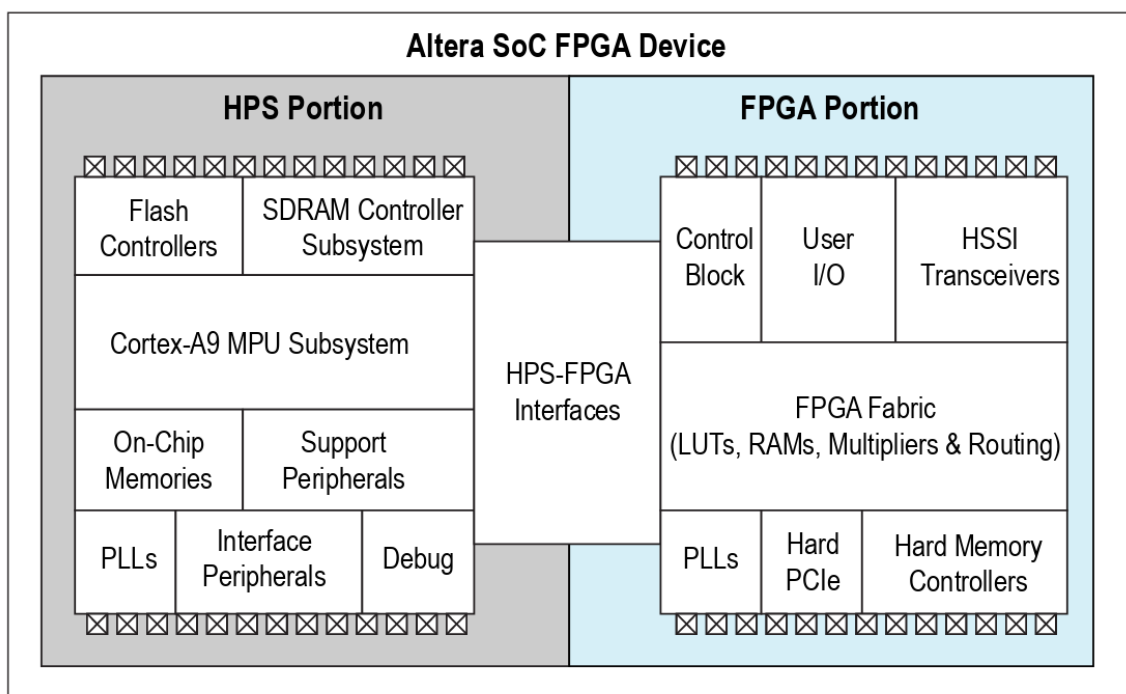 Altera SoC FPGA Device
HPS Portion
FPGA Portion
Flash
Controllers
SDRAM Controller
Subsystem
Cortex-A9 MPU Subsystem
On-Chip
Memories
Support
Peripherals
PLLs
Interface
Peripherals
Debug
HPS-FPGA
Interfaces
Control
Block
User
I/O
HSSI
Transceivers
FPGA Fabric
(LUTs, RAMs, Multipliers & Routing)
PLLs
Hard
PCIe
Hard Memory
Controllers